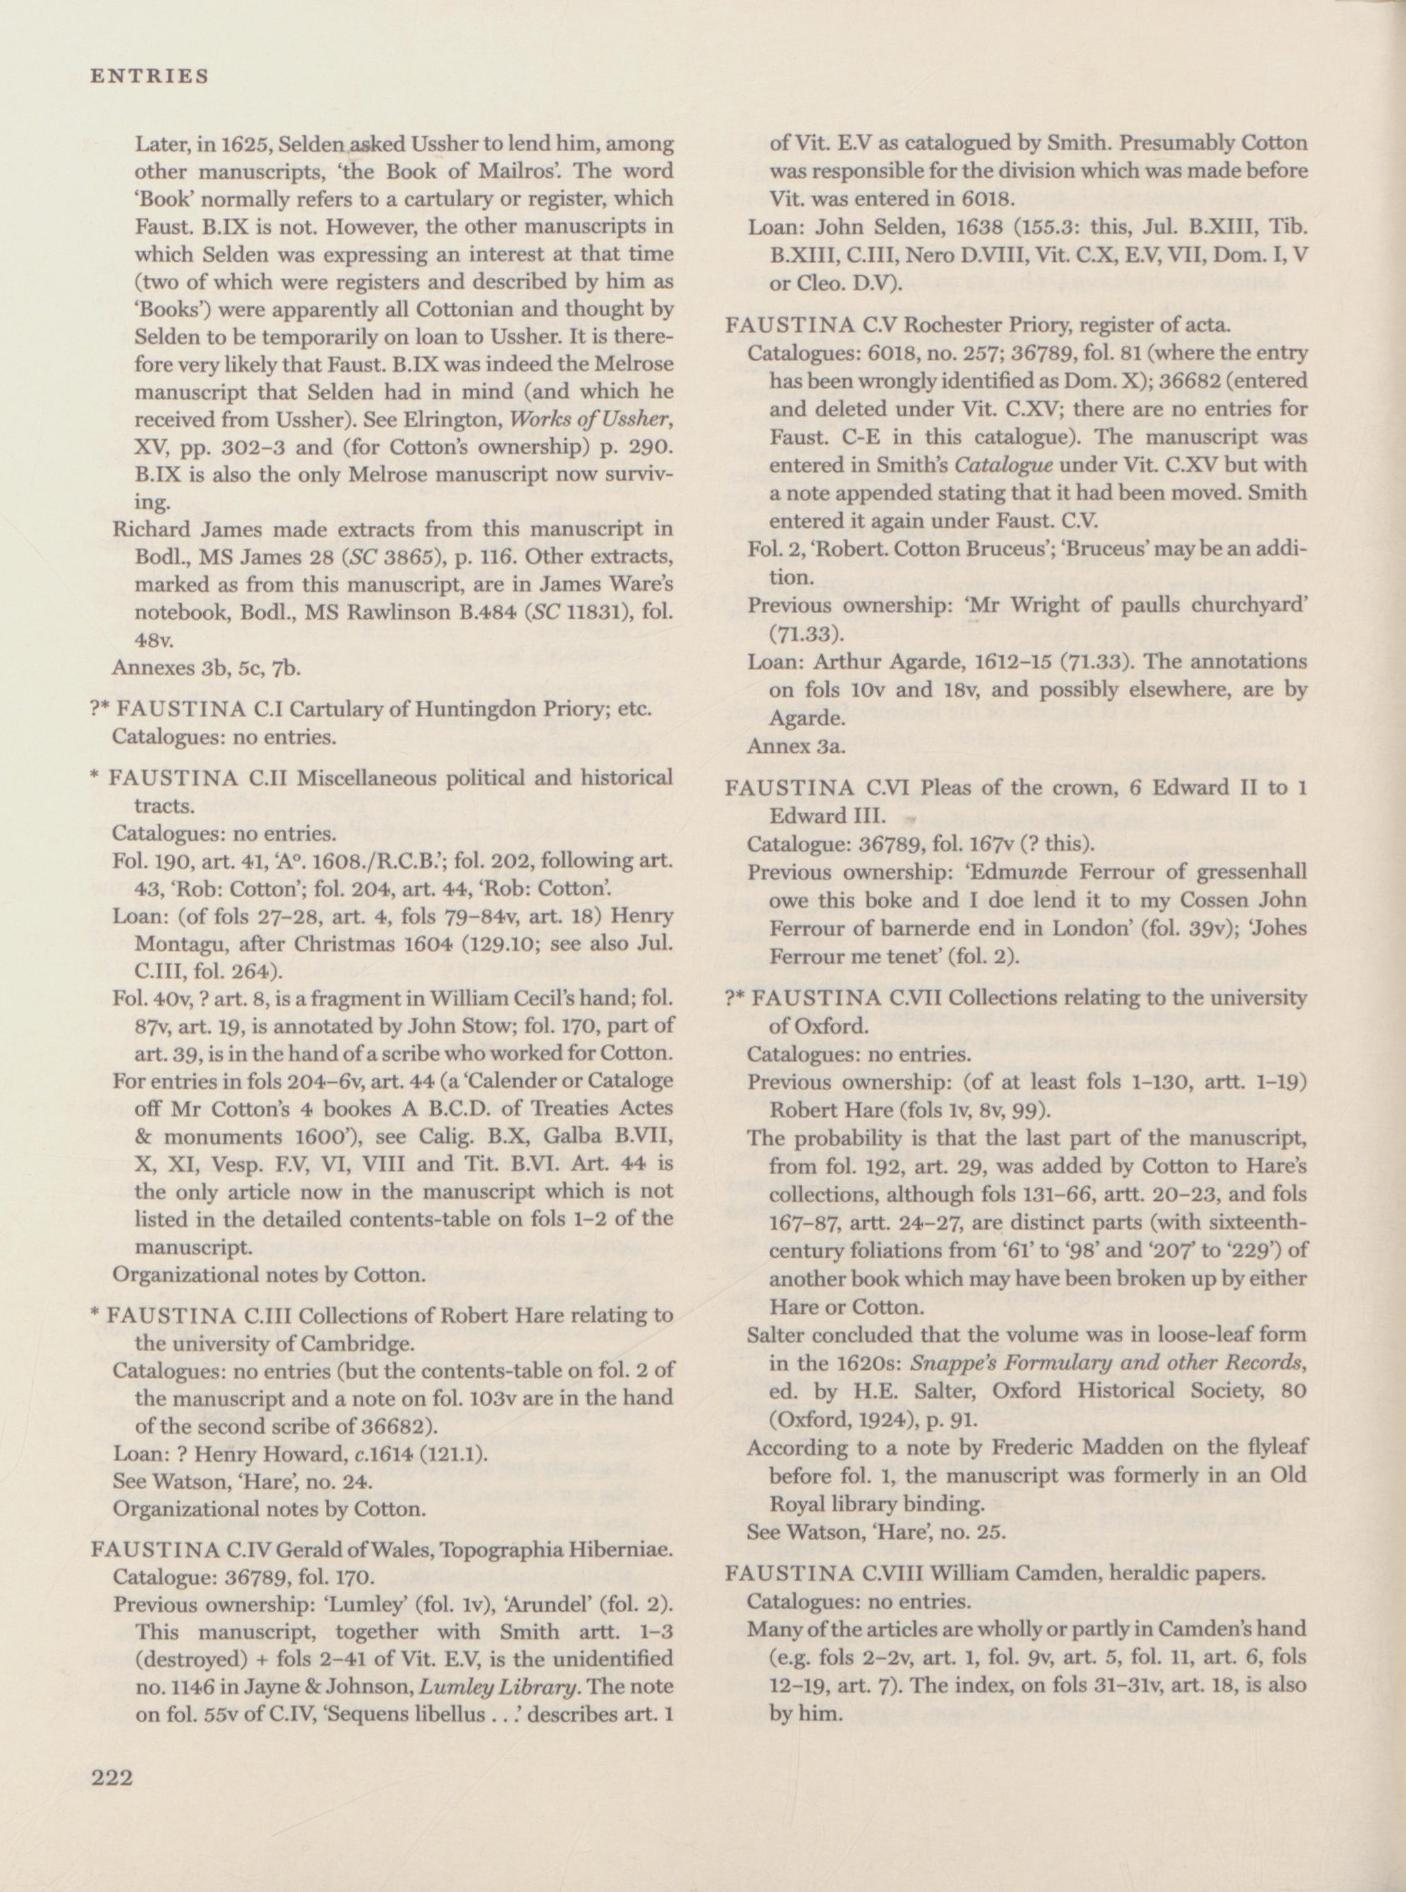 ENTRIES
Later, in 1625, Selden asked Ussher to lend him, among
other manuscripts, ‘the Book of Mailros’. The word
‘Book’ normally refers to a cartulary or register, which
Faust. B.IX is not. However, the other manuscripts in
which Selden was expressing an interest at that time
(two of which were registers and described by him as
‘Books’) were apparently all Cottonian and thought by
Selden to be temporarily on loan to Ussher. It is there-
fore very likely that Faust. B.IX was indeed the Melrose
manuscript that Selden had in mind (and which he
received from Ussher). See Elrington, Works of Ussher,
XV, pp. 302–3 and (for Cotton’s ownership) p. 290.
B.IX is also the only Melrose manuscript now surviv-
ing.
Richard James made extracts from this manuscript in
Bodl., MS James 28 (SC 3865), p. 116. Other extracts,
marked as from this manuscript, are in James Ware’s
notebook, Bodl., MS Rawlinson B.484 (SC 11831), fol.
48v.
Annexes 3b, 5c, 7b.
?* FAUSTINA C.I Cartulary of Huntingdon Priory; etc.
Catalogues: no entries.
* FAUSTINA C.II Miscellaneous political and historical
tracts.
Catalogues: no entries.
Fol. 190, art. 41, ‘Aº. 1608./R.C.B.’; fol. 202, following art.
43, ‘Rob: Cotton’; fol. 204, art. 44, ‘Rob: Cotton’.
Loan: (of fols 27–28, art. 4, fols 79–84v, art. 18) Henry
Montagu, after Christmas 1604 (129.10; see also Jul.
C.III, fol. 264).
Fol. 40v, ? art. 8, is a fragment in William Cecil’s hand; fol.
87v, art. 19, is annotated by John Stow; fol. 170, part of
art. 39, is in the hand of a scribe who worked for Cotton.
For entries in fols 204–6v, art. 44 (a ‘Calender or Cataloge
off Mr Cotton’s 4 bookes A B.C.D. of Treaties Actes
& monuments 1600’), see Calig. B.X, Galba B.VII,
X, XI, Vesp. F.V, VI, VIII and Tit. B.VI. Art. 44 is
the only article now in the manuscript which is not
listed in the detailed contents-table on fols 1–2 of the
manuscript.
Organizational notes by Cotton.
* FAUSTINA C.III Collections of Robert Hare relating to
the university of Cambridge.
Catalogues: no entries (but the contents-table on fol. 2 of
the manuscript and a note on fol. 103v are in the hand
of the second scribe of 36682).
Loan: ? Henry Howard, c.1614 (121.1).
See Watson, ‘Hare’, no. 24.
Organizational notes by Cotton.
FAUSTINA C.IV Gerald of Wales, Topographia Hiberniae.
Catalogue: 36789, fol. 170.
Previous ownership: ‘Lumley’ (fol. 1v), ‘Arundel’ (fol. 2).
This manuscript, together with Smith artt. 1–3
(destroyed) + fols 2–41 of Vit. E.V, is the unidentified
no. 1146 in Jayne & Johnson, Lumley Library. The note
on fol. 55v of C.IV, ‘Sequens libellus . . .’ describes art. 1
of Vit. E.V as catalogued by Smith. Presumably Cotton
was responsible for the division which was made before
Vit. was entered in 6018.
Loan: John Selden, 1638 (155.3: this, Jul. B.XIII, Tib.
B.XIII, C.III, Nero D.VIII, Vit. C.X, E.V, VII, Dom. I, V
or Cleo. D.V).
FAUSTINA C.V Rochester Priory, register of acta.
Catalogues: 6018, no. 257; 36789, fol. 81 (where the entry
has been wrongly identified as Dom. X); 36682 (entered
and deleted under Vit. C.XV; there are no entries for
Faust. C-E in this catalogue). The manuscript was
entered in Smith’s Catalogue under Vit. C.XV but with
a note appended stating that it had been moved. Smith
entered it again under Faust. C.V.
Fol. 2, ‘Robert. Cotton Bruceus’; ‘Bruceus’ may be an addi-
tion.
Previous ownership: ‘Mr Wright of paulls churchyard’
(71.33).
Loan: Arthur Agarde, 1612–15 (71.33). The annotations
on fols 10v and 18v, and possibly elsewhere, are by
Agarde.
Annex 3a.
FAUSTINA C.VI Pleas of the crown, 6 Edward II to 1
Edward III.
Catalogue: 36789, fol. 167v (? this).
Previous ownership: ‘Edmunde Ferrour of gressenhall
owe this boke and I doe lend it to my Cossen John
Ferrour of barnerde end in London’ (fol. 39v); ‘Johes
Ferrour me tenet’ (fol. 2).
?* FAUSTINA C.VII Collections relating to the university
of Oxford.
Catalogues: no entries.
Previous ownership: (of at least fols 1–130, artt. 1–19)
Robert Hare (fols 1v, 8v, 99).
The probability is that the last part of the manuscript,
from fol. 192, art. 29, was added by Cotton to Hare’s
collections, although fols 131–66, artt. 20–23, and fols
167–87, artt. 24–27, are distinct parts (with sixteenth-
century foliations from ‘61’ to ‘98’ and ‘207’ to ‘229’) of
another book which may have been broken up by either
Hare or Cotton.
Salter concluded that the volume was in loose-leaf form
in the 1620s: Snappe’s Formulary and other Records,
ed. by H.E. Salter, Oxford Historical Society, 80
(Oxford, 1924), p. 91.
According to a note by Frederic Madden on the flyleaf
before fol. 1, the manuscript was formerly in an Old
Royal library binding.
See Watson, ‘Hare’, no. 25.
FAUSTINA C.VIII William Camden, heraldic papers.
Catalogues: no entries.
Many of the articles are wholly or partly in Camden’s hand
(e.g. fols 2–2v, art. 1, fol. 9v, art. 5, fol. 11, art. 6, fols
12–19, art. 7). The index, on fols 31–31v, art. 18, is also
by him.
222